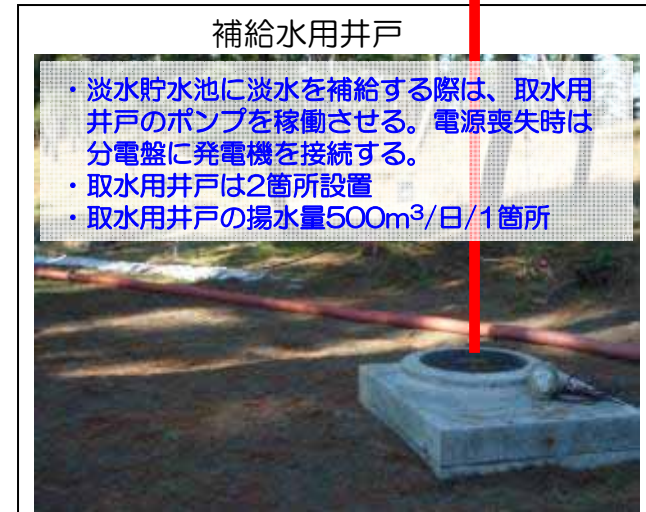 補給水用井戸
・淡水貯水池に淡水を補給する際は、取水用
井戸のポンプを稼働させる。電源喪失時は
分電盤に発電機を接続する。
・取水用井戸は2箇所設置
・取水用井戸の揚水量500m³/日/1箇所